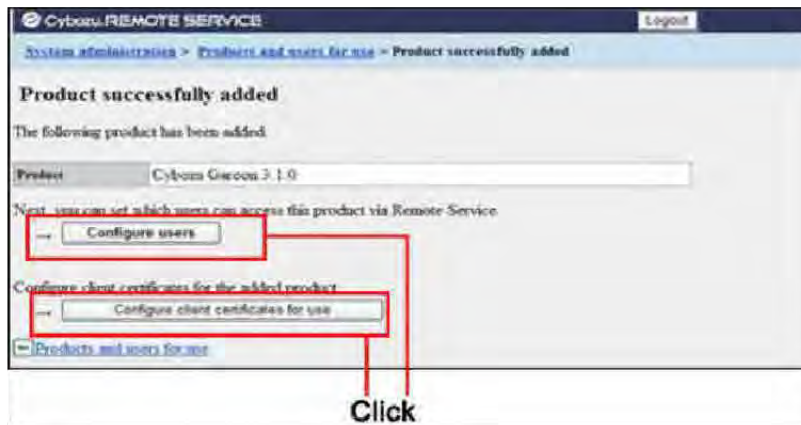 Cybozu REMOTE SERVICE
Logout
System administration > Products and users for use > Product successfully added
Product successfully added
The following product has been added.
Product Cybozu Garoon 3.1.0
Next, you can set which users can access this product via Remote Service.
→ Configure users
Configure client certificates for the added product
→ Configure client certificates for use
Products and users for use
Click